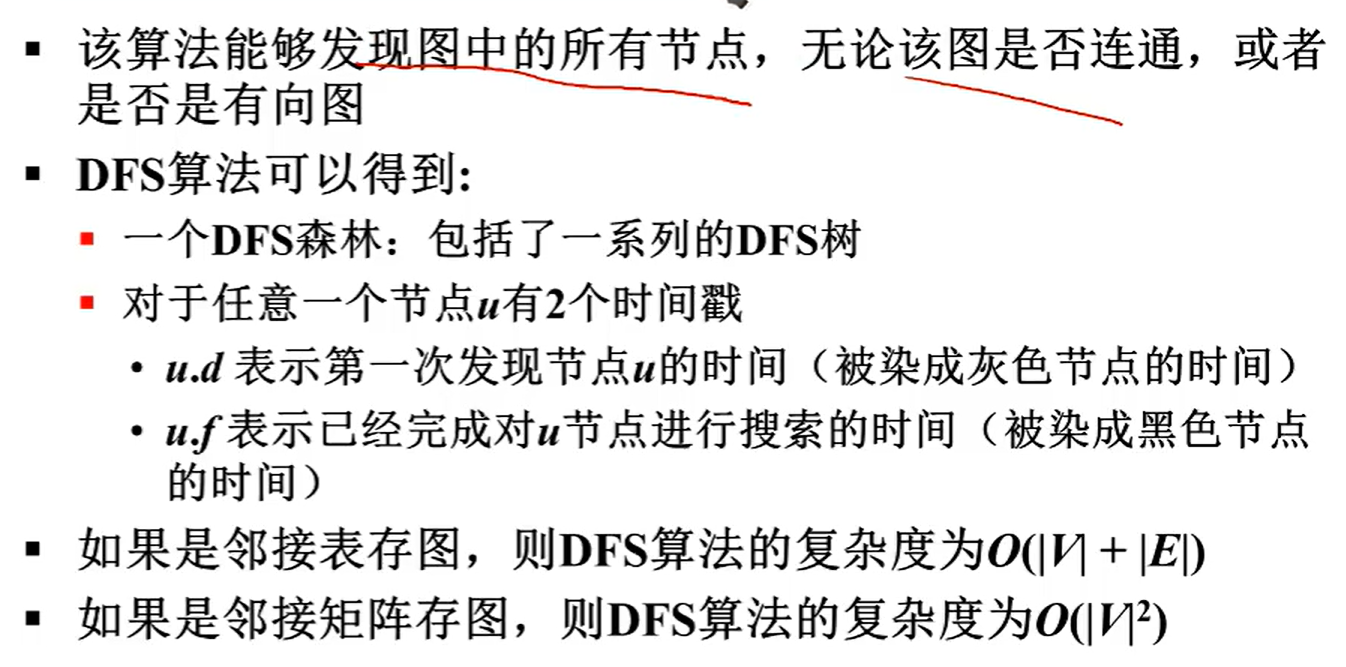 ▪ 该算法能够发现图中的所有节点，无论该图是否连通，或者
是否是有向图
▪ DFS算法可以得到:
▪ 一个DFS森林：包括了一系列的DFS树
▪ 对于任意一个节点u有2个时间戳
• u.d 表示第一次发现节点u的时间（被染成灰色节点的时间）
• u.f 表示已经完成对u节点进行搜索的时间（被染成黑色节点
的时间）
▪ 如果是邻接表存图，则DFS算法的复杂度为O(|V| + |E|)
▪ 如果是邻接矩阵存图，则DFS算法的复杂度为O(|V|²)